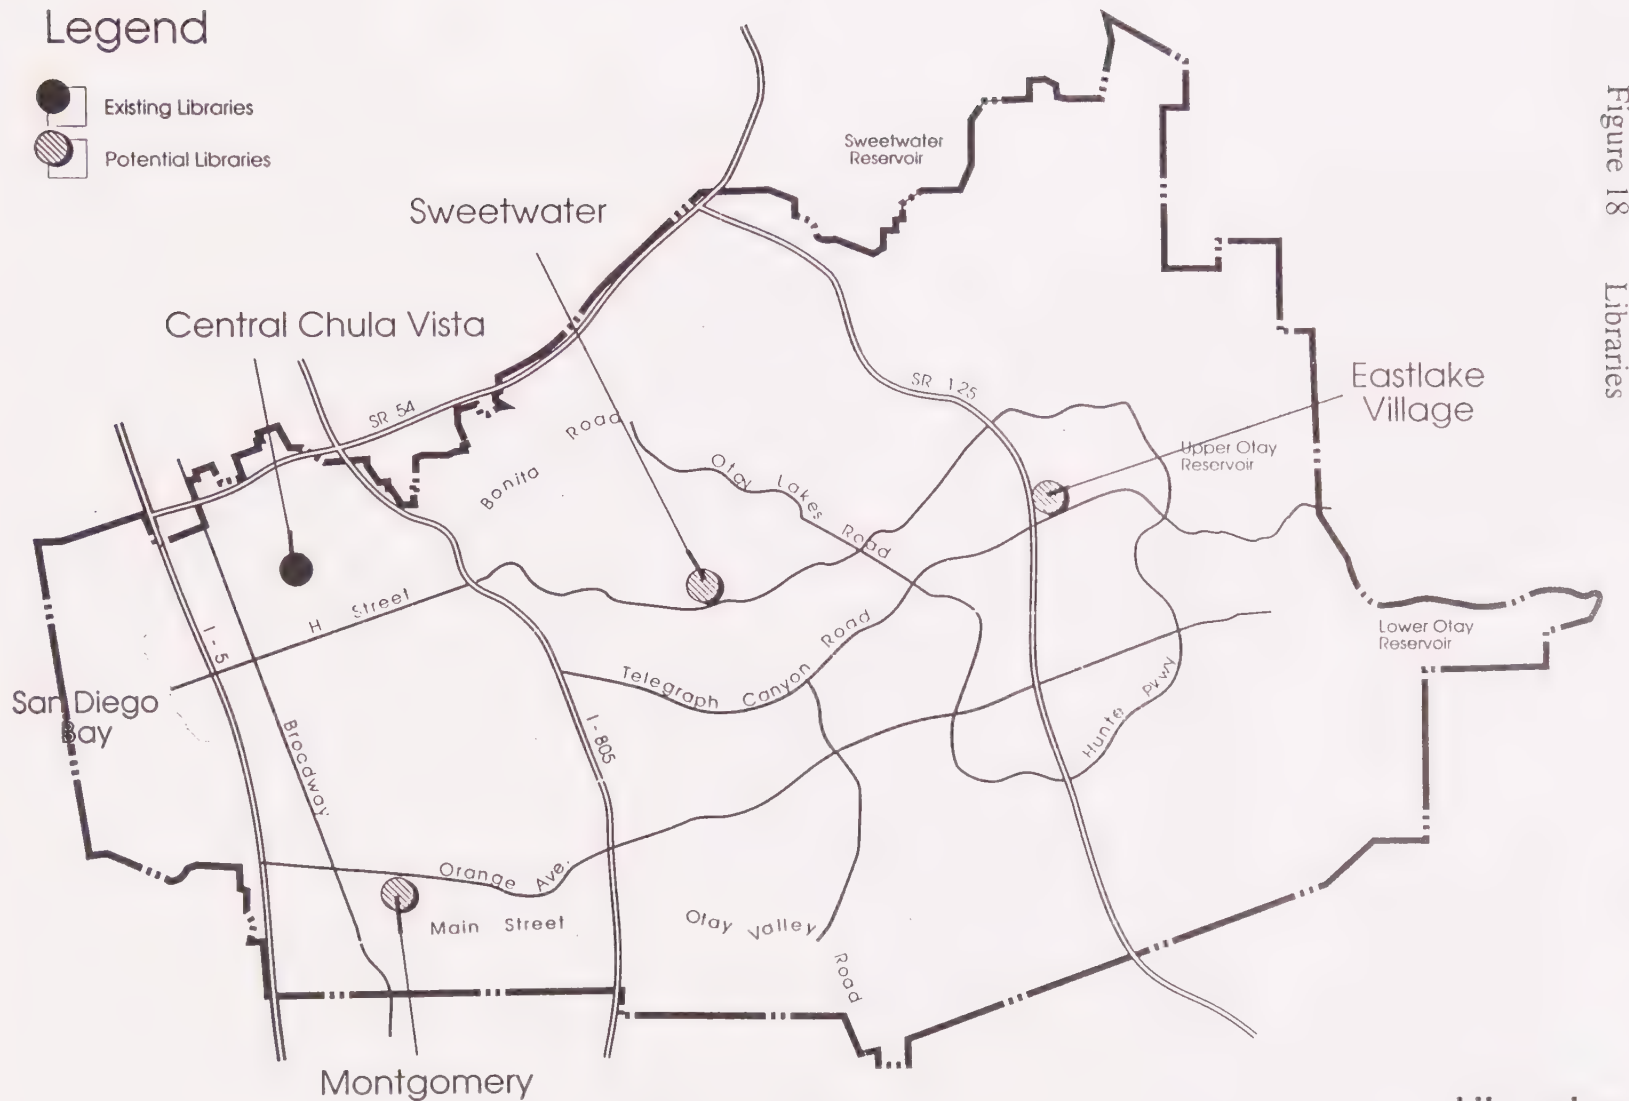 Legend
Existing Libraries
Potential Libraries
Figure 18 Libraries
Sweetwater
Reservoir
Sweetwater
Central Chula Vista
SR 54
SR 125
Eastlake
Village
Bonita Road
Otay Lakes Road
Upper Otay
Reservoir
H Street
I - 5
Telegraph Canyon Road
Lower Otay
Reservoir
San Diego
Bay
Broadway
I - 805
Hunte Pkwy
Orange Ave.
Main Street
Otay Valley Road
Montgomery